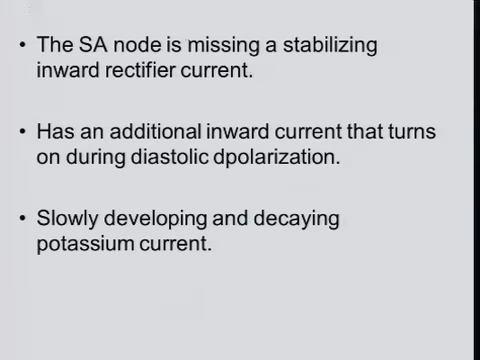 • The SA node is missing a stabilizing
inward rectifier current.
• Has an additional inward current that turns
on during diastolic dpolarization.
• Slowly developing and decaying
potassium current.